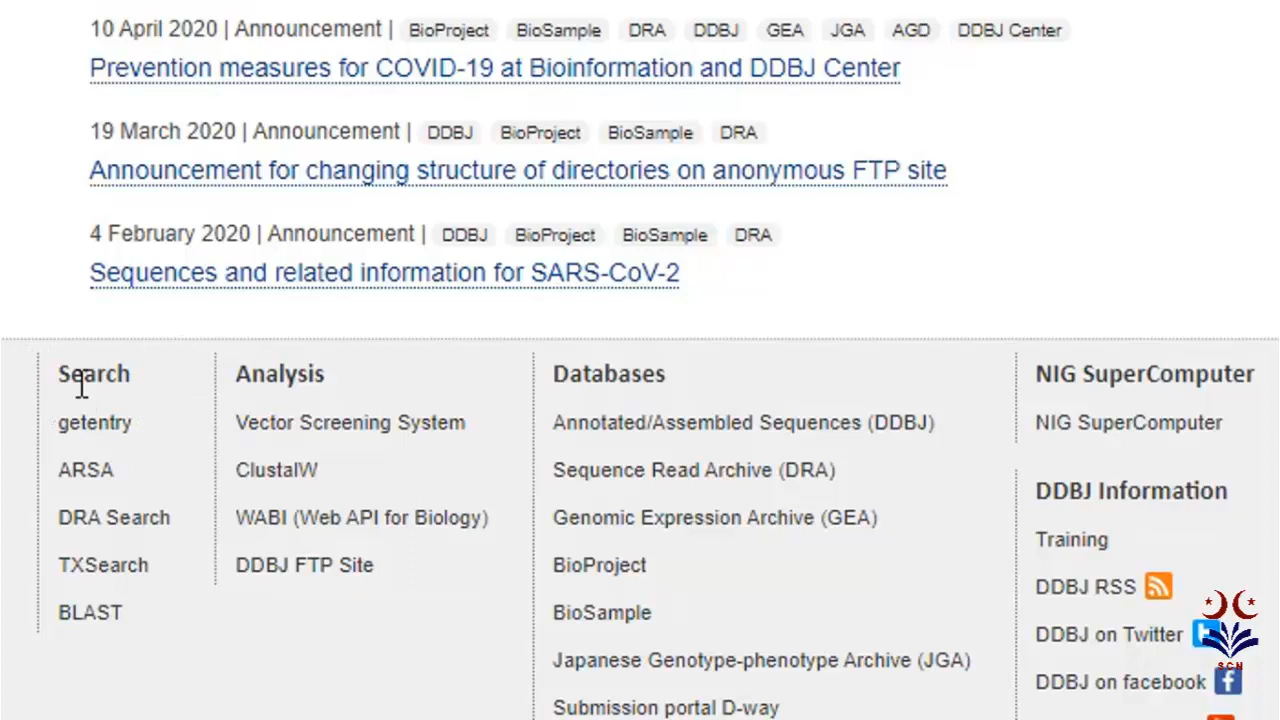 10 April 2020 | Announcement | BioProject BioSample DRA DDBJ GEA JGA AGD DDBJ Center
Prevention measures for COVID-19 at Bioinformation and DDBJ Center
19 March 2020 | Announcement | DDBJ BioProject BioSample DRA
Announcement for changing structure of directories on anonymous FTP site
4 February 2020 | Announcement | DDBJ BioProject BioSample DRA
Sequences and related information for SARS-CoV-2
Search
getentry
ARSA
DRA Search
TXSearch
BLAST
Analysis
Vector Screening System
ClustalW
WABI (Web API for Biology)
DDBJ FTP Site
Databases
Annotated/Assembled Sequences (DDBJ)
Sequence Read Archive (DRA)
Genomic Expression Archive (GEA)
BioProject
BioSample
Japanese Genotype-phenotype Archive (JGA)
Submission portal D-way
NIG SuperComputer
NIG SuperComputer
DDBJ Information
Training
DDBJ RSS
DDBJ on Twitter
DDBJ on facebook
SCN